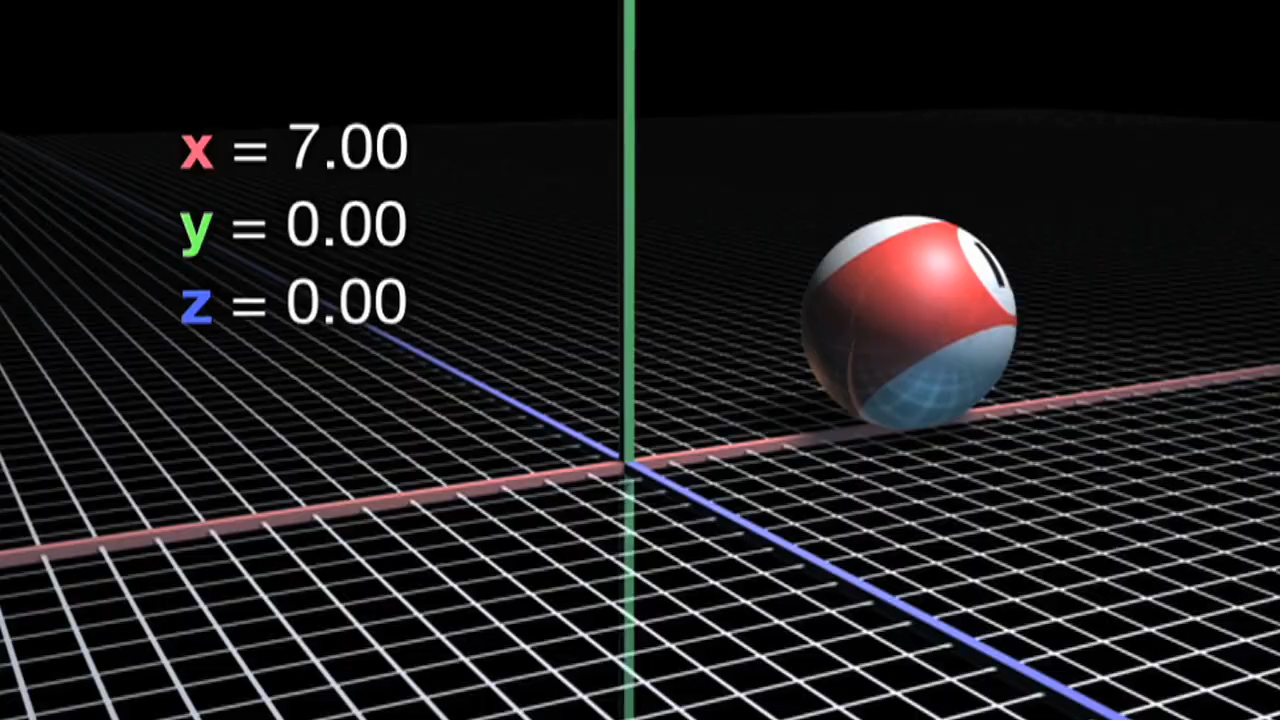 x = 7.00
y = 0.00
z = 0.00